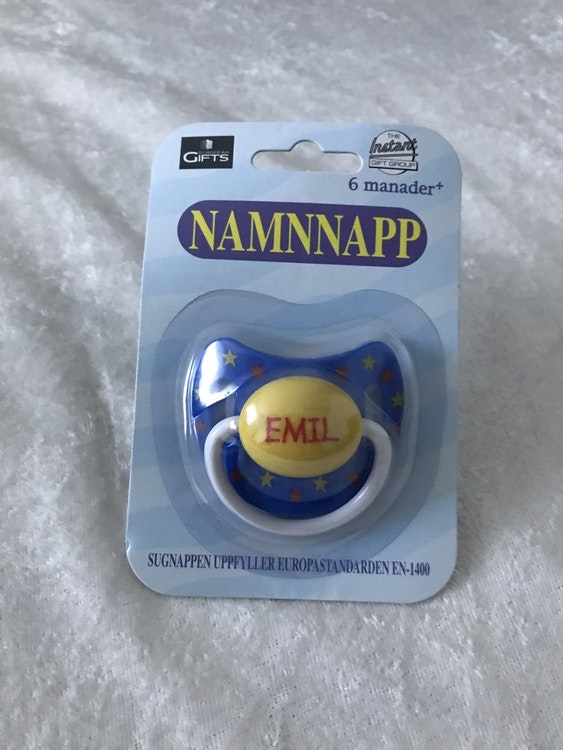 GIFTS
THE
Instant
GIFT GROUP
6 manader+
NAMNNAPP
EMIL
SUGNAPPEN UPPFYLLER EUROPASTANDARDEN EN-1400